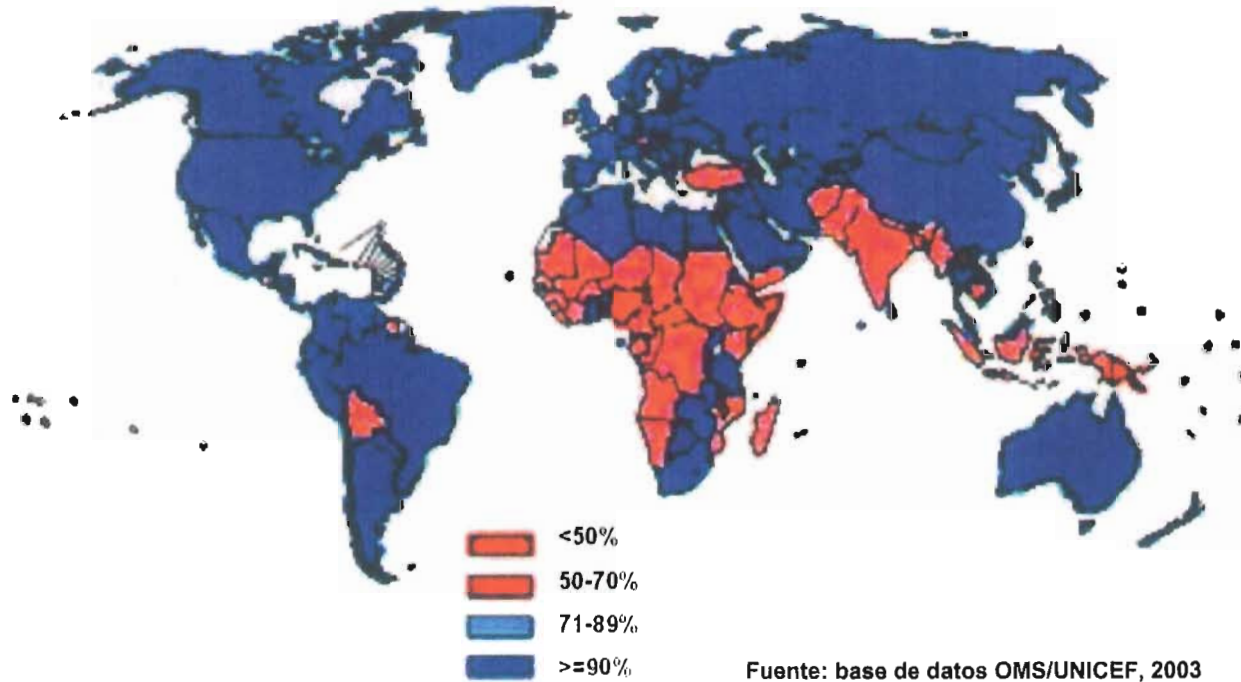 <50%
50-70%
71-89%
>=90%
Fuente: base de datos OMS/UNICEF, 2003